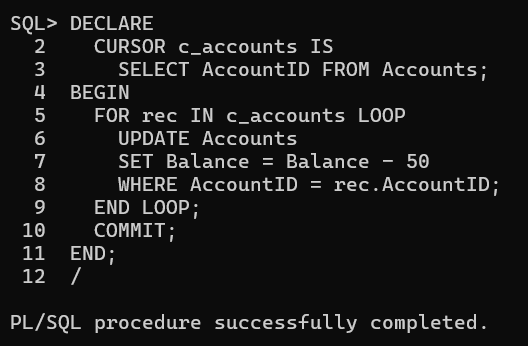 SQL> DECLARE
  2    CURSOR c_accounts IS
  3      SELECT AccountID FROM Accounts;
  4  BEGIN
  5    FOR rec IN c_accounts LOOP
  6      UPDATE Accounts
  7      SET Balance = Balance - 50
  8      WHERE AccountID = rec.AccountID;
  9    END LOOP;
 10    COMMIT;
 11  END;
 12  /
PL/SQL procedure successfully completed.